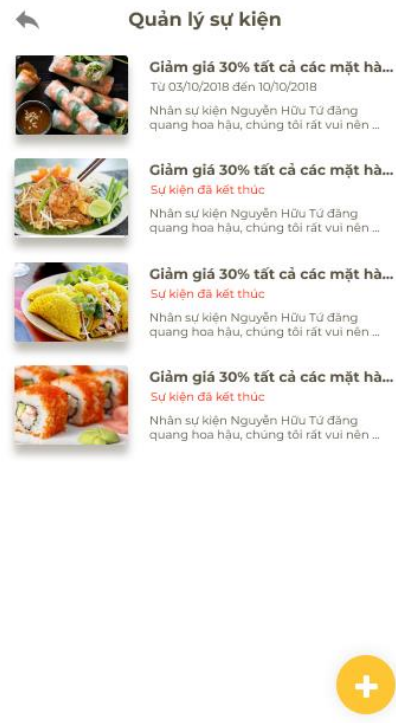 Quản lý sự kiện
Giảm giá 30% tất cả các mặt hà...
Từ 03/10/2018 đến 10/10/2018
Nhân sự kiện Nguyễn Hữu Tứ đăng
quang hoa hậu, chúng tôi rất vui nên ...
Giảm giá 30% tất cả các mặt hà...
Sự kiện đã kết thúc
Nhân sự kiện Nguyễn Hữu Tứ đăng
quang hoa hậu, chúng tôi rất vui nên ...
Giảm giá 30% tất cả các mặt hà...
Sự kiện đã kết thúc
Nhân sự kiện Nguyễn Hữu Tứ đăng
quang hoa hậu, chúng tôi rất vui nên ...
Giảm giá 30% tất cả các mặt hà...
Sự kiện đã kết thúc
Nhân sự kiện Nguyễn Hữu Tứ đăng
quang hoa hậu, chúng tôi rất vui nên ...